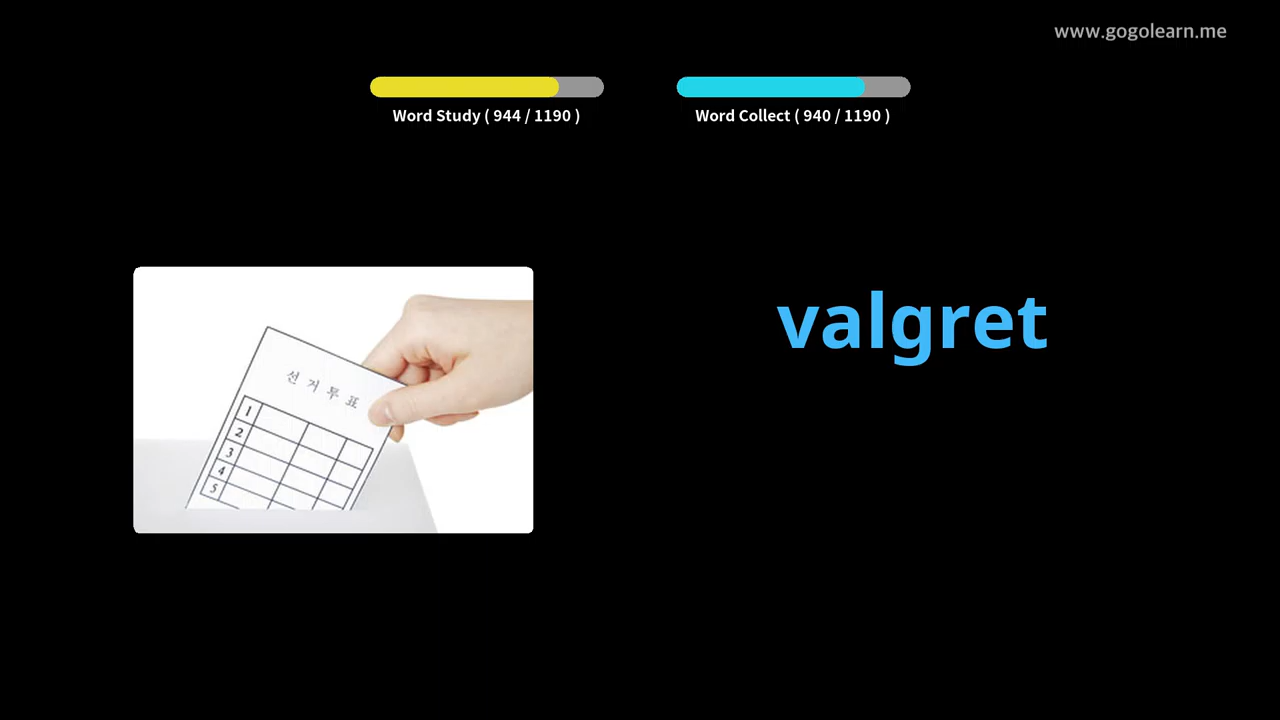 www.gogolearn.me
Word Study ( 944 / 1190 )
Word Collect ( 940 / 1190 )
선거투표
1
2
3
4
5
valgret